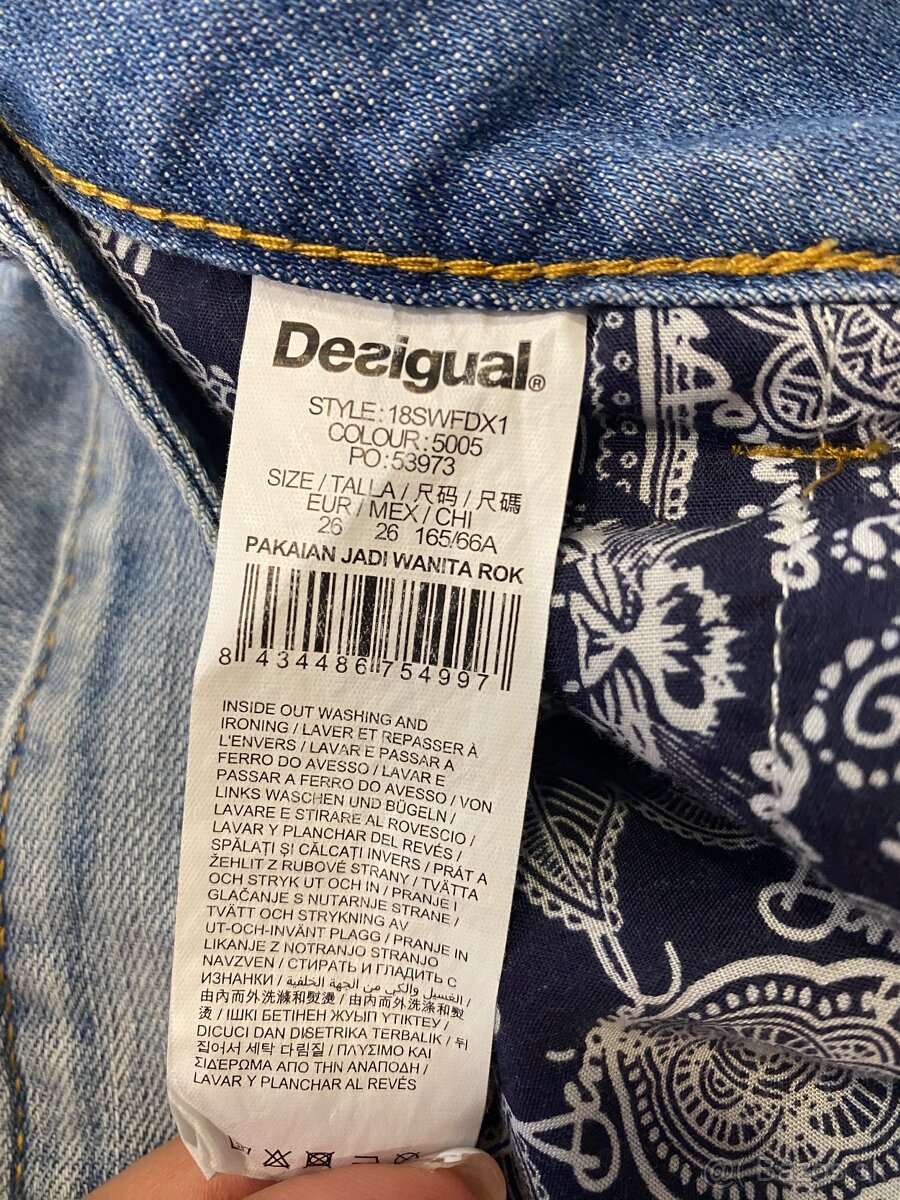 Desigual®
STYLE:18SWFDX1
COLOUR:5005
PO:53973
SIZE/TALLA/尺码/尺碼
EUR/MEX/CHI
26 26 165/66A
PAKAIAN JADI WANITA ROK
8 434486 754997
INSIDE OUT WASHING AND
IRONING / LAVER ET REPASSER À
L'ENVERS / LAVAR E PASSAR A
FERRO DO AVESSO / LAVAR E
PASSAR A FERRO DO AVESSO / VON
LINKS WASCHEN UND BÜGELN /
LAVARE E STIRARE AL ROVESCIO /
LAVAR Y PLANCHAR DEL REVÉS /
SPĂLAȚI ȘI CĂLCAȚI INVERS / PRÁT A
ŽEHLIT Z RUBOVÉ STRANY / TVÄTTA
OCH STRYK UT OCH IN / PRANJE I
GLAČANJE S NUTARNJE STRANE /
TVÄTT OCH STRYKNING AV
UT-OCH-INVÄNT PLAGG / PRANJE IN
LIKANJE Z NOTRANJO STRANJO
NAVZVEN / СТИРАТЬ И ГЛАДИТЬ С
ИЗНАНКИ / الغسيل والكي من الجهة الخلفية /
由內而外洗滌和熨燙 / 由内而外洗涤和熨
烫 / ІШКІ БЕТІНЕН ЖУЫП ҮТІКТЕУ /
DICUCI DAN DISETRIKA TERBALIK / 뒤
집어서 세탁 다림질 / ΠΛΥΣΙΜΟ ΚΑΙ
ΣΙΔΕΡΩΜΑ ΑΠΟ ΤΗΝ ΑΝΑΠΟΔΗ /
LAVAR Y PLANCHAR AL REVÉS